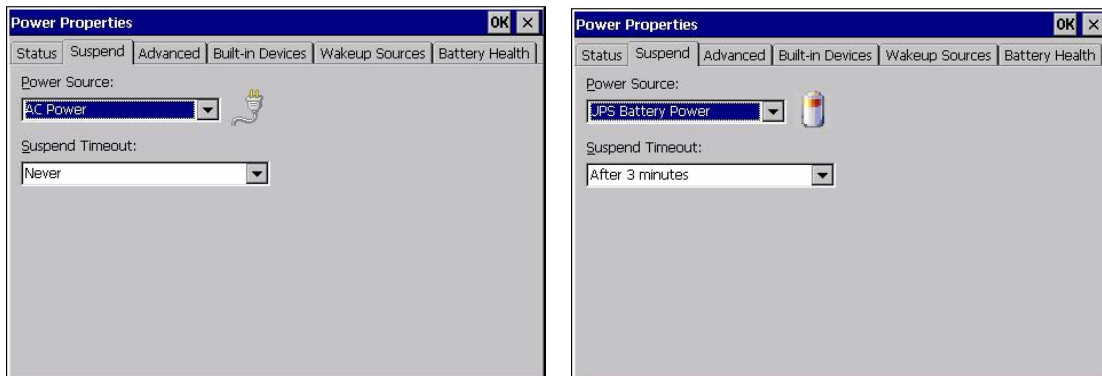 Power Properties OK ×
Status Suspend Advanced Built-in Devices Wakeup Sources Battery Health
Power Source:
AC Power
Suspend Timeout:
Never
Power Properties OK ×
Status Suspend Advanced Built-in Devices Wakeup Sources Battery Health
Power Source:
UPS Battery Power
Suspend Timeout:
After 3 minutes